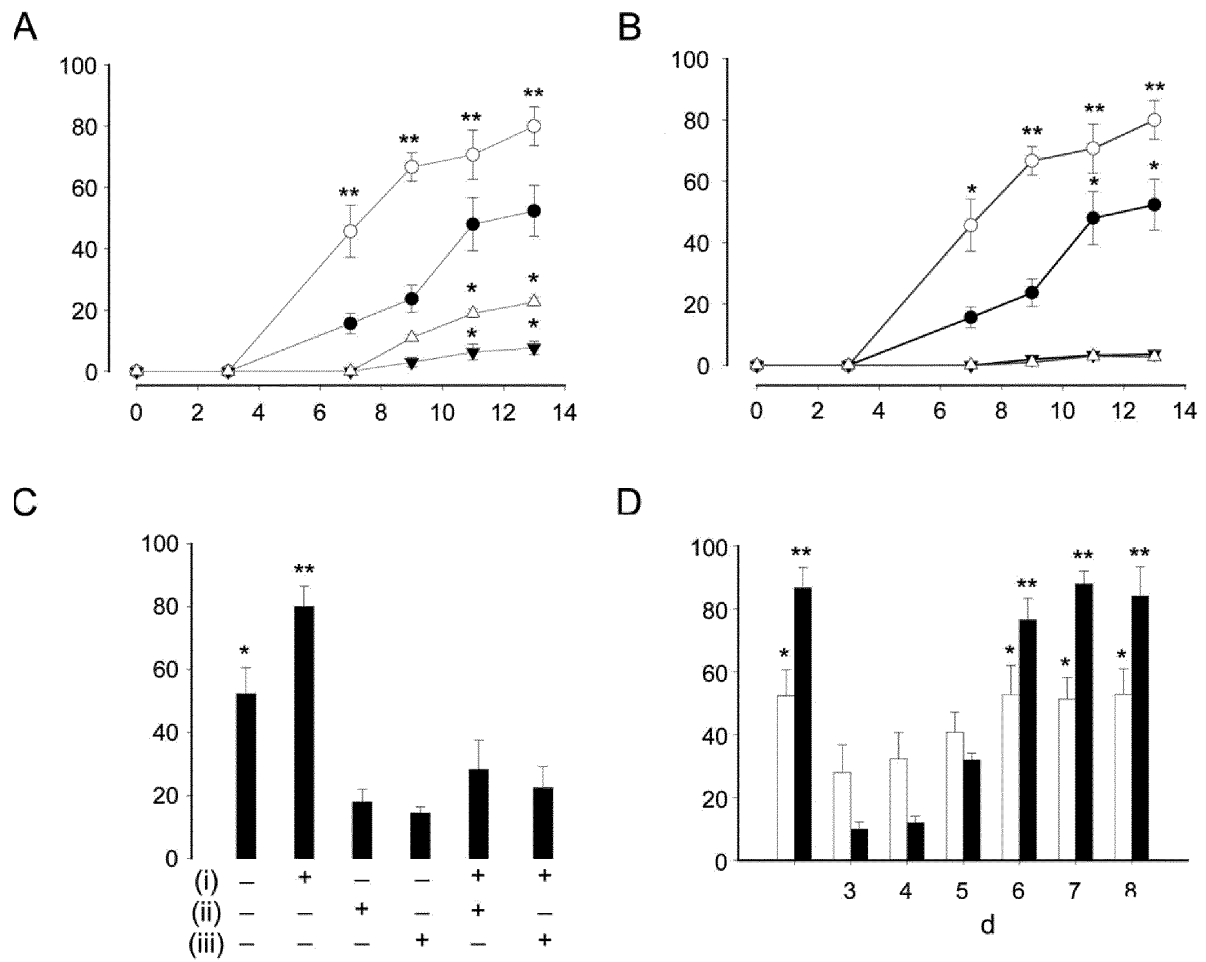 A
100
80
60
40
20
0
** ** ** **
* *
* *
0 2 4 6 8 10 12 14
B
100
80
60
40
20
0
* ** ** **
* *
0 2 4 6 8 10 12 14
C
100
80
60
40
20
0
* **
(i) – + – – + +
(ii) – – + – + –
(iii) – – – + – +
D
100
80
60
40
20
0
* ** * ** * ** * **
3 4 5 6 7 8
d